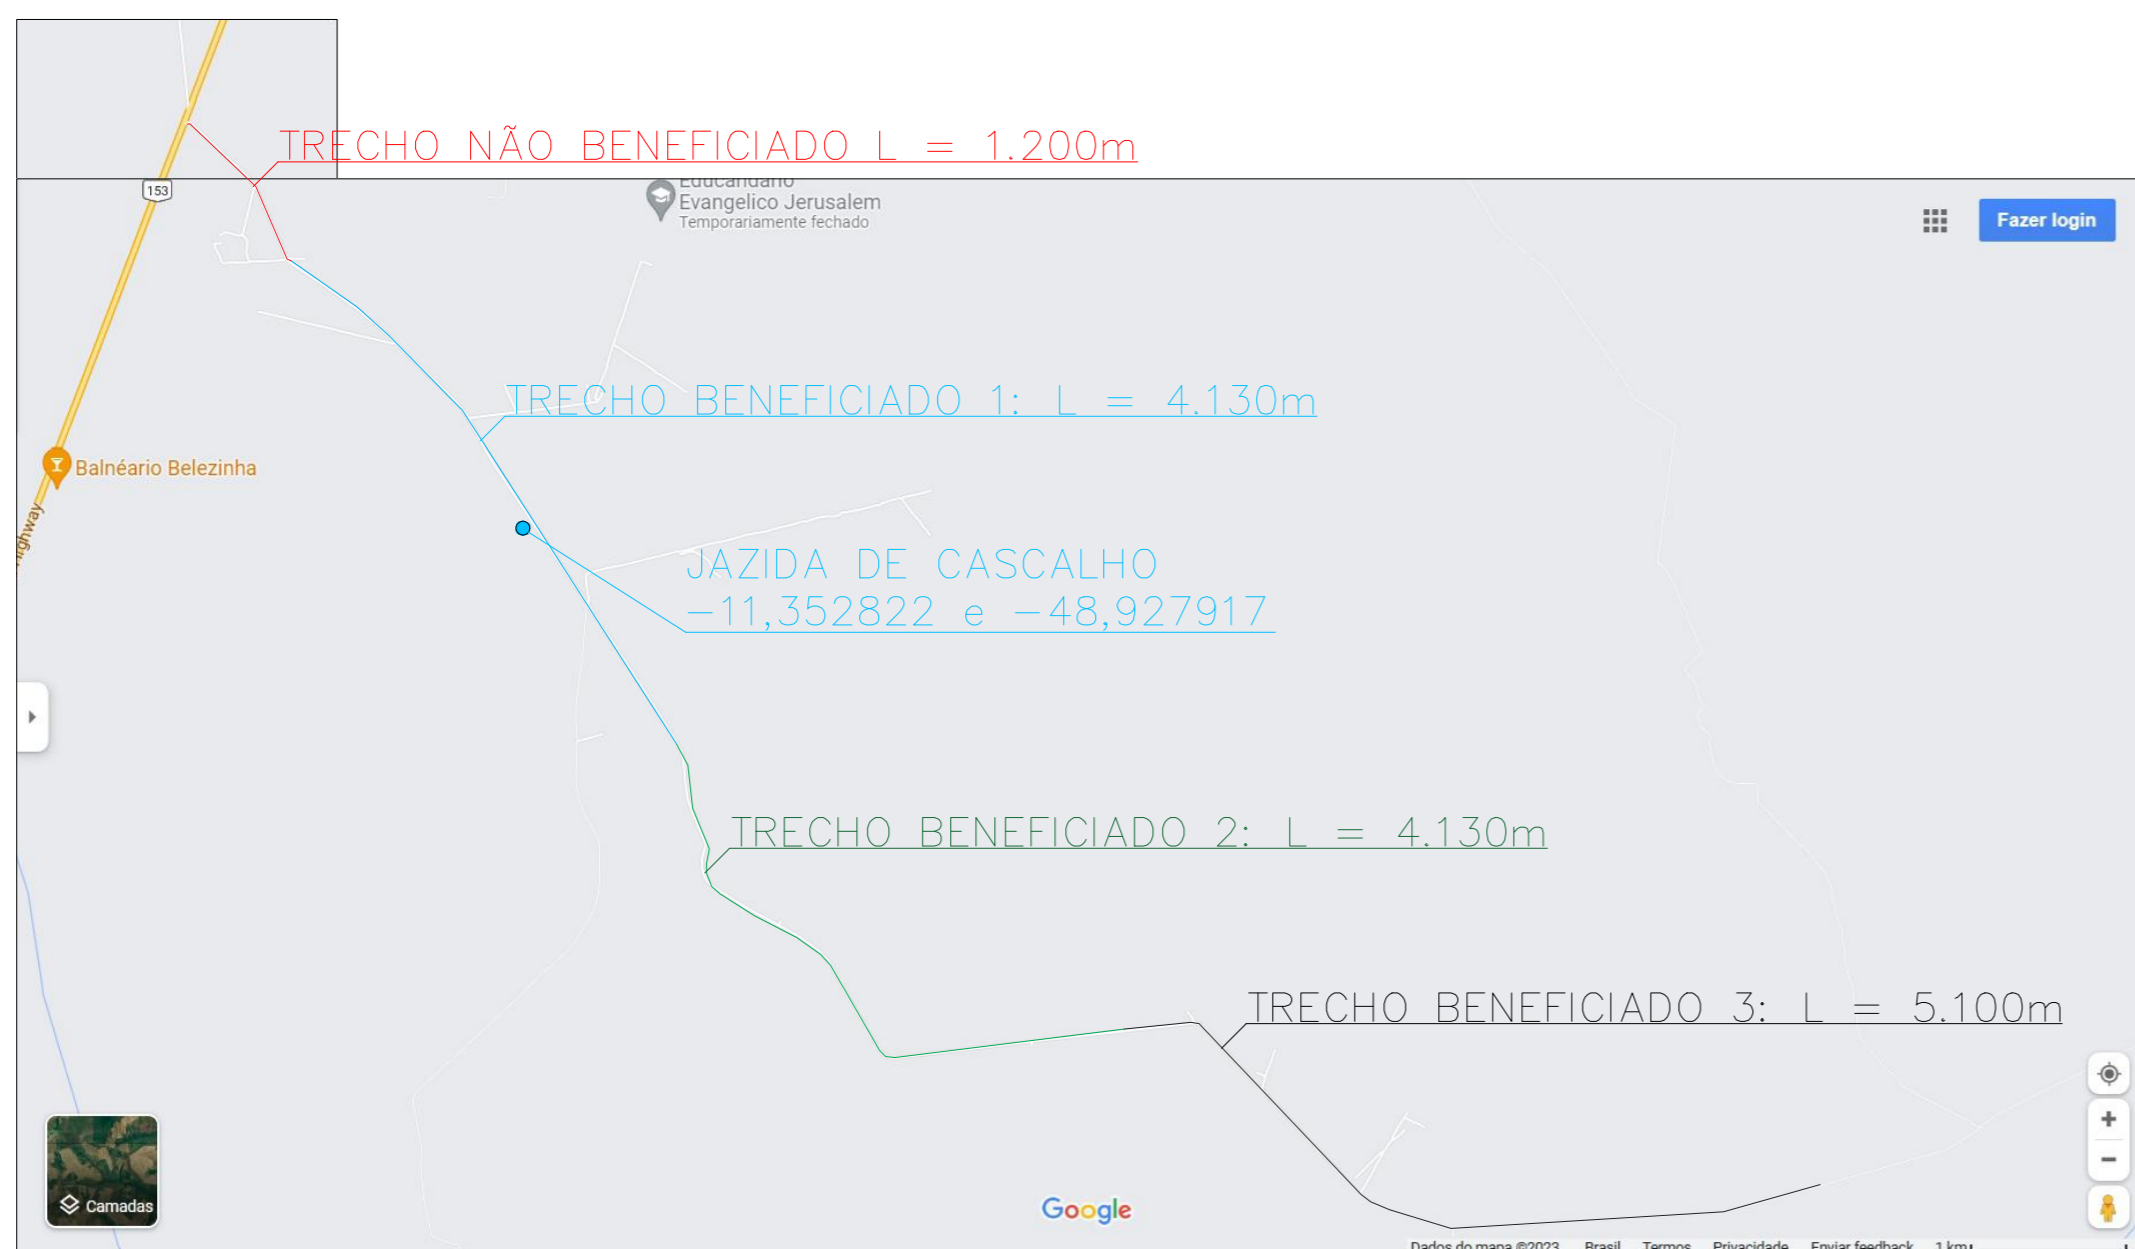 TRECHO NÃO BENEFICIADO L = 1.200m
153
Educandário
Evangelico Jerusalem
Temporariamente fechado
Fazer login
TRECHO BENEFICIADO 1: L = 4.130m
Balneário Belezinha
JAZIDA DE CASCALHO
-11,352822 e -48,927917
TRECHO BENEFICIADO 2: L = 4.130m
TRECHO BENEFICIADO 3: L = 5.100m
Camadas
Google
Dados do mapa ©2023 Brasil Termos Privacidade Enviar feedback 1 km